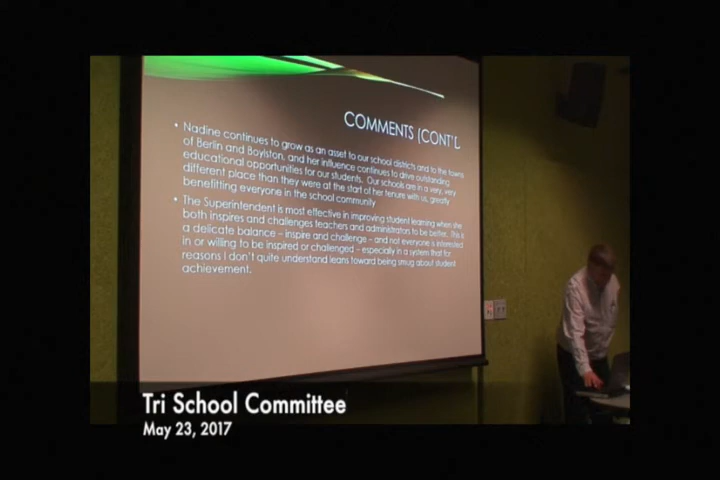 COMMENTS (CONT'D
• Nadine continues to grow as an asset to our school districts and to the towns
of Berlin and Boylston, and her influence continues to drive outstanding
educational opportunities for our students. Our schools are in a very, very
different place than they were at the start of her tenure with us, greatly
benefitting everyone in the school community
• The Superintendent is most effective in improving student learning when she
both inspires and challenges teachers and administrators to be better. This is
a delicate balance – inspire and challenge – and not everyone is interested
in or willing to be inspired or challenged – especially in a system that for
reasons I don't quite understand leans toward being smug about student
achievement.
Tri School Committee
May 23, 2017